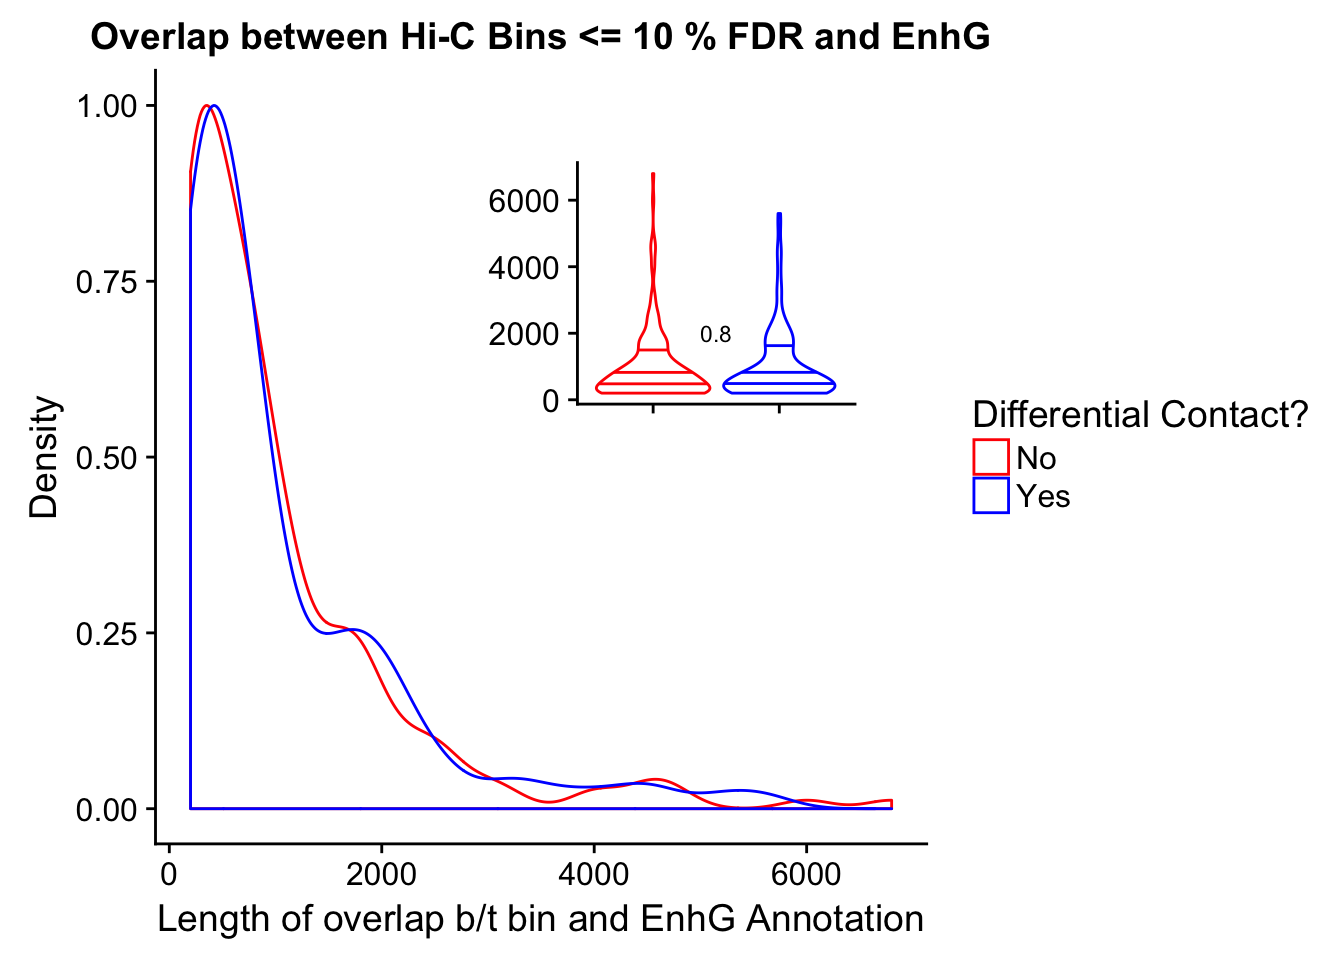 Overlap between Hi-C Bins <= 10 % FDR and EnhG
1.00
0.75
0.50
0.25
0.00
Density
6000
4000
2000
0
0.8
Differential Contact?
No
Yes
0 2000 4000 6000
Length of overlap b/t bin and EnhG Annotation